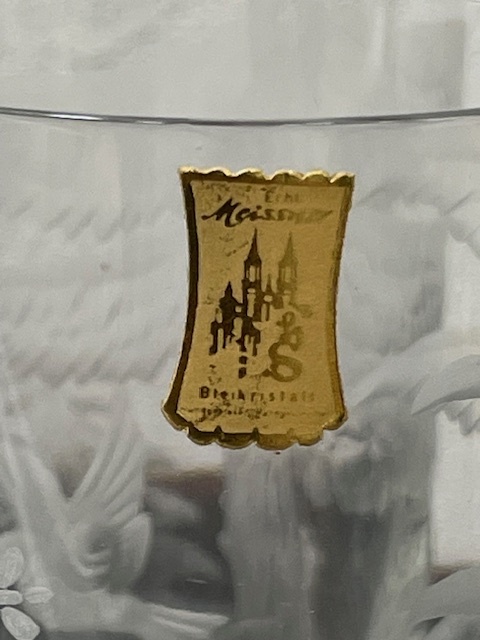 Echt
Meissner
S
Bleikristall